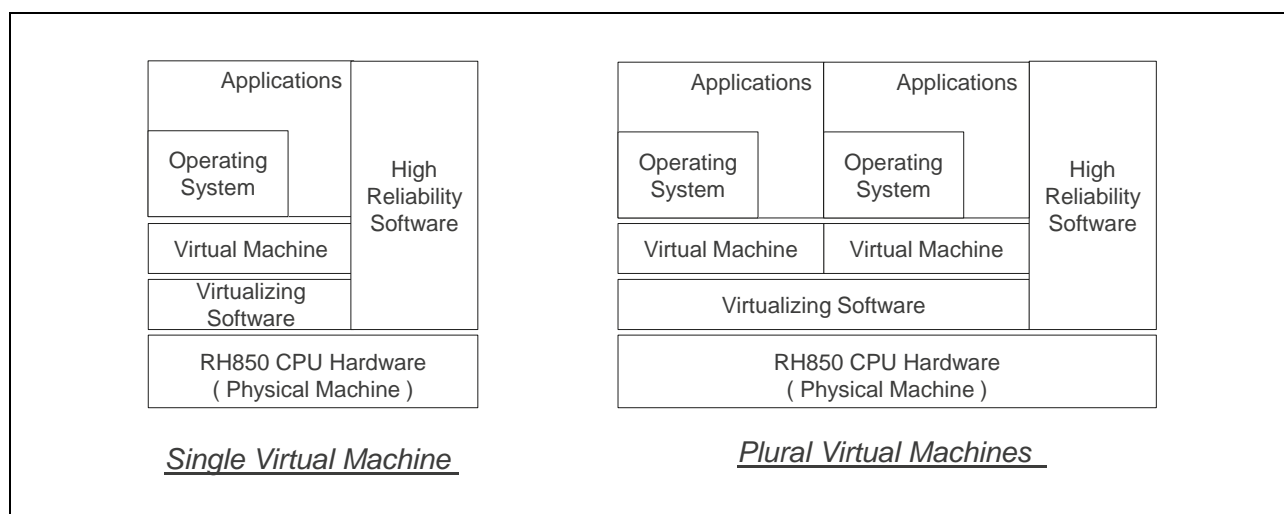 Applications
Operating
System
High
Reliability
Software
Virtual Machine
Virtualizing
Software
RH850 CPU Hardware
( Physical Machine )
Single Virtual Machine
Applications
Applications
Operating
System
Operating
System
High
Reliability
Software
Virtual Machine
Virtual Machine
Virtualizing Software
RH850 CPU Hardware
( Physical Machine )
Plural Virtual Machines